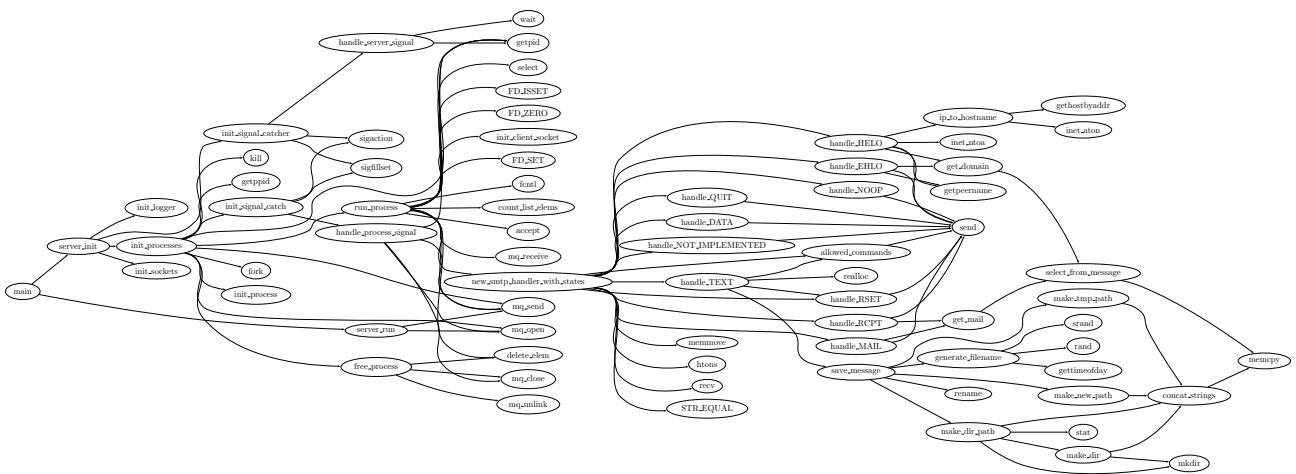 wait
handle_server_signal
getpid
select
FD_ISSET
gethostbyaddr
FD_ZERO
ip_to_hostname
init_signal_catcher
inet_aton
sigaction
init_client_socket
handle_HELO
inet_ntoa
kill
FD_SET
handle_EHLO
get_domain
sigfillset
getppid
fcntl
handle_NOOP
getpeername
handle_QUIT
init_logger
init_signal_catch
run_process
count_list_elems
handle_DATA
send
handle_process_signal
accept
server_init
init_processes
handle_NOT_IMPLEMENTED
allowed_commands
mq_receive
init_sockets
fork
select_from_message
realloc
new_smtp_handler_with_states
handle_TEXT
main
init_process
handle_RSET
make_tmp_path
mq_send
get_mail
handle_RCPT
srand
server_run
mq_open
memmove
handle_MAIL
rand
delete_elem
generate_filename
memcpy
free_process
htons
save_message
gettimeofday
mq_close
recv
rename
make_new_path
concat_strings
mq_unlink
STR_EQUAL
make_dir_path
stat
make_dir
mkdir